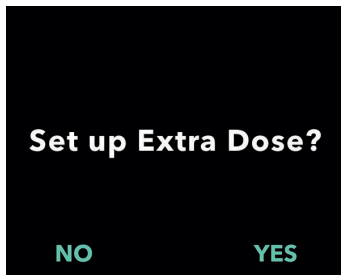 Set up Extra Dose?
NO YES